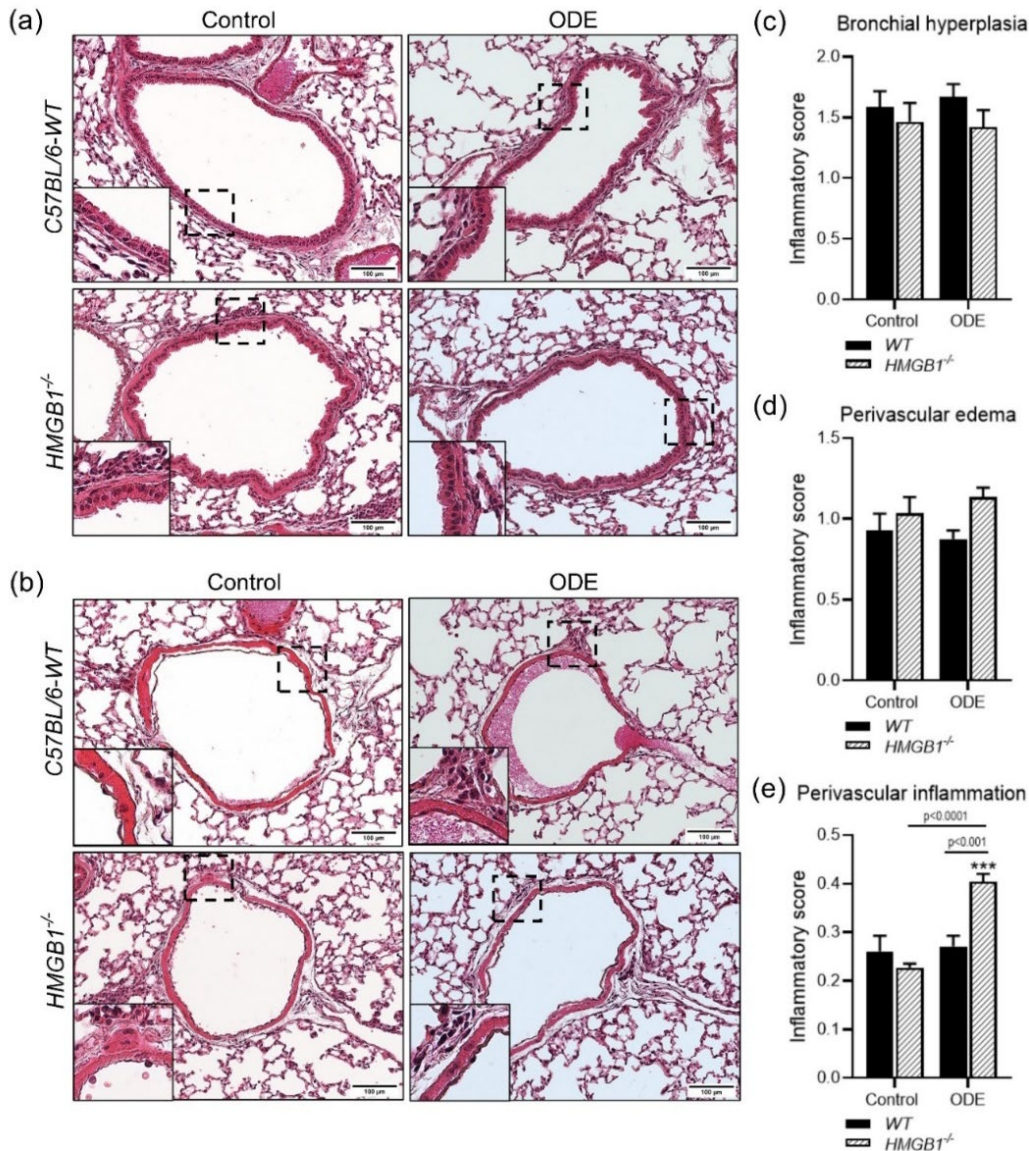 (a)
Control
ODE
C57BL/6-WT
100 μm
100 μm
HMGB1-/-
100 μm
100 μm
(b)
Control
ODE
C57BL/6-WT
100 μm
100 μm
HMGB1-/-
100 μm
100 μm
(c)
Bronchial hyperplasia
Inflammatory score
2.0
1.5
1.0
0.5
0.0
Control
ODE
WT
HMGB1-/-
(d)
Perivascular edema
Inflammatory score
1.5
1.0
0.5
0.0
Control
ODE
WT
HMGB1-/-
(e)
Perivascular inflammation
Inflammatory score
p<0.0001
p<0.001
***
0.5
0.4
0.3
0.2
0.1
0.0
Control
ODE
WT
HMGB1-/-